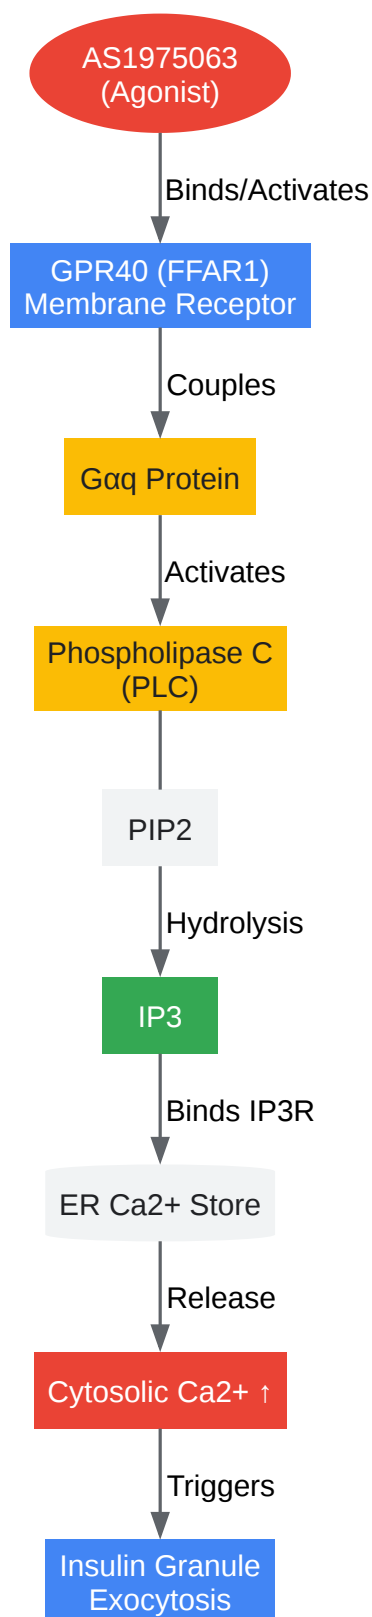 AS1975063
(Agonist)
Binds/Activates
GPR40 (FFAR1)
Membrane Receptor
Couples
Gαq Protein
Activates
Phospholipase C
(PLC)
PIP2
Hydrolysis
IP3
Binds IP3R
ER Ca2+ Store
Release
Cytosolic Ca2+ ↑
Triggers
Insulin Granule
Exocytosis